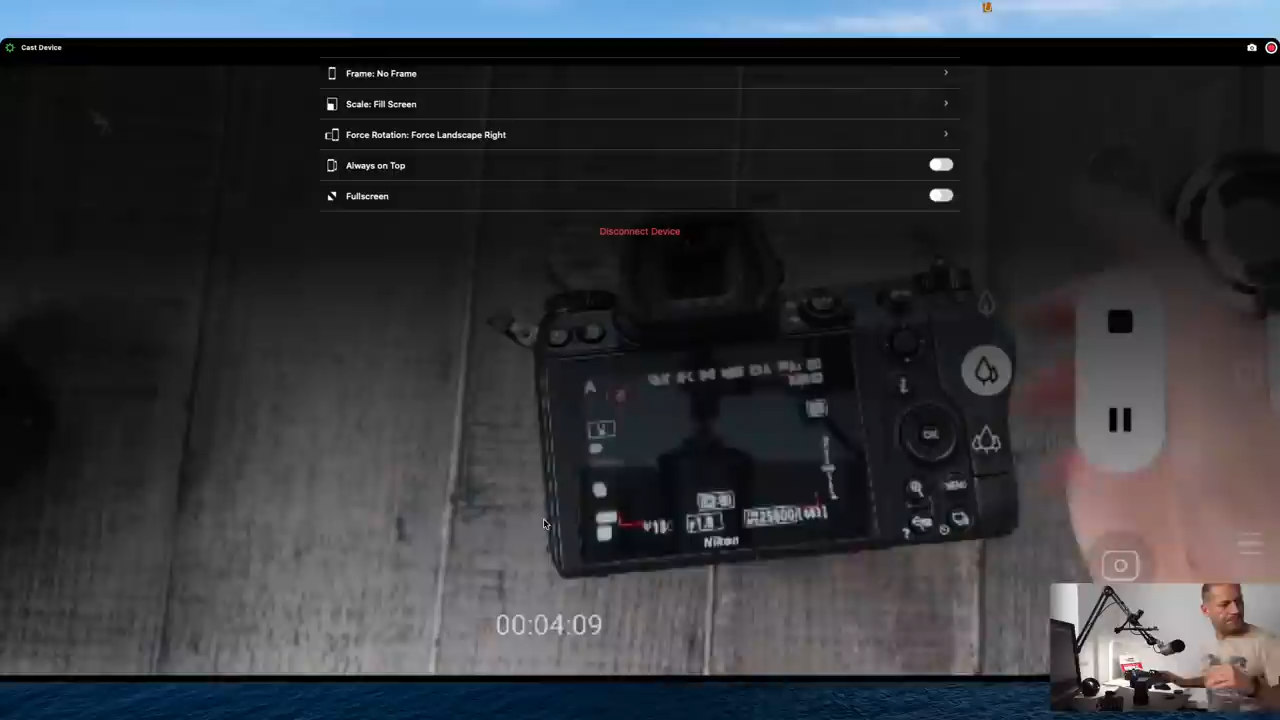 Cast Device
Frame: No Frame
Scale: Fill Screen
Force Rotation: Force Landscape Right
Always on Top
Fullscreen
Disconnect Device
A
i
OK
MENU
Nikon
?
00:04:09